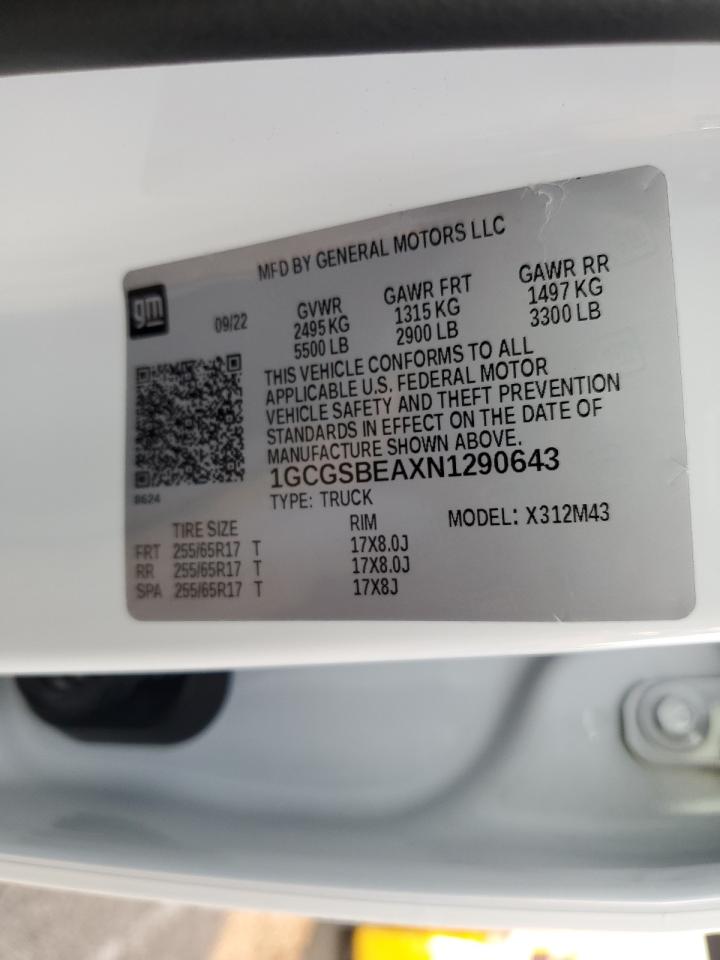 MFD BY GENERAL MOTORS LLC
gm
09/22
GVWR
2495 KG
5500 LB
GAWR FRT
1315 KG
2900 LB
GAWR RR
1497 KG
3300 LB
THIS VEHICLE CONFORMS TO ALL
APPLICABLE U.S. FEDERAL MOTOR
VEHICLE SAFETY AND THEFT PREVENTION
STANDARDS IN EFFECT ON THE DATE OF
MANUFACTURE SHOWN ABOVE.
1GCGSBEAXN1290643
8624
TYPE: TRUCK
MODEL: X312M43
TIRE SIZE RIM
FRT 255/65R17 T 17X8.0J
RR 255/65R17 T 17X8.0J
SPA 255/65R17 T 17X8J